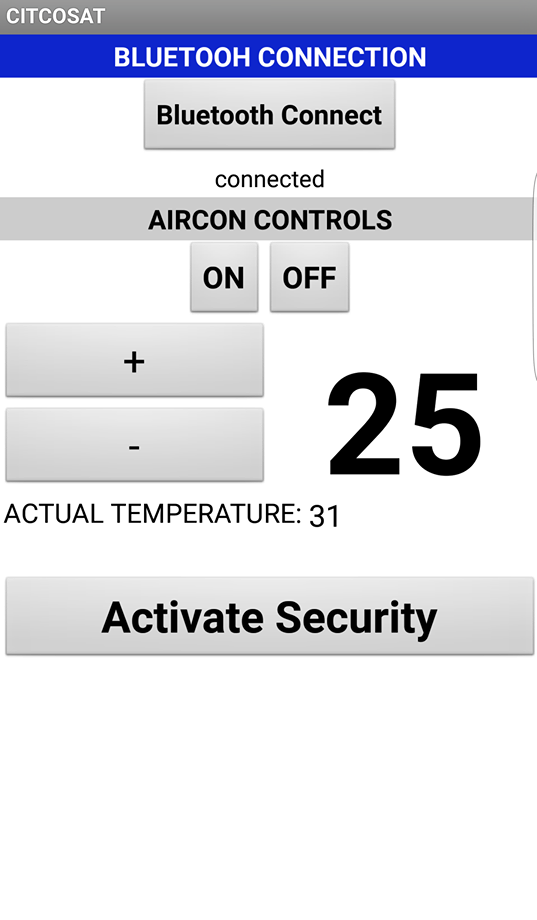 CITCOSAT
BLUETOOH CONNECTION
Bluetooth Connect
connected
AIRCON CONTROLS
ON OFF
+
25
-
ACTUAL TEMPERATURE: 31
Activate Security